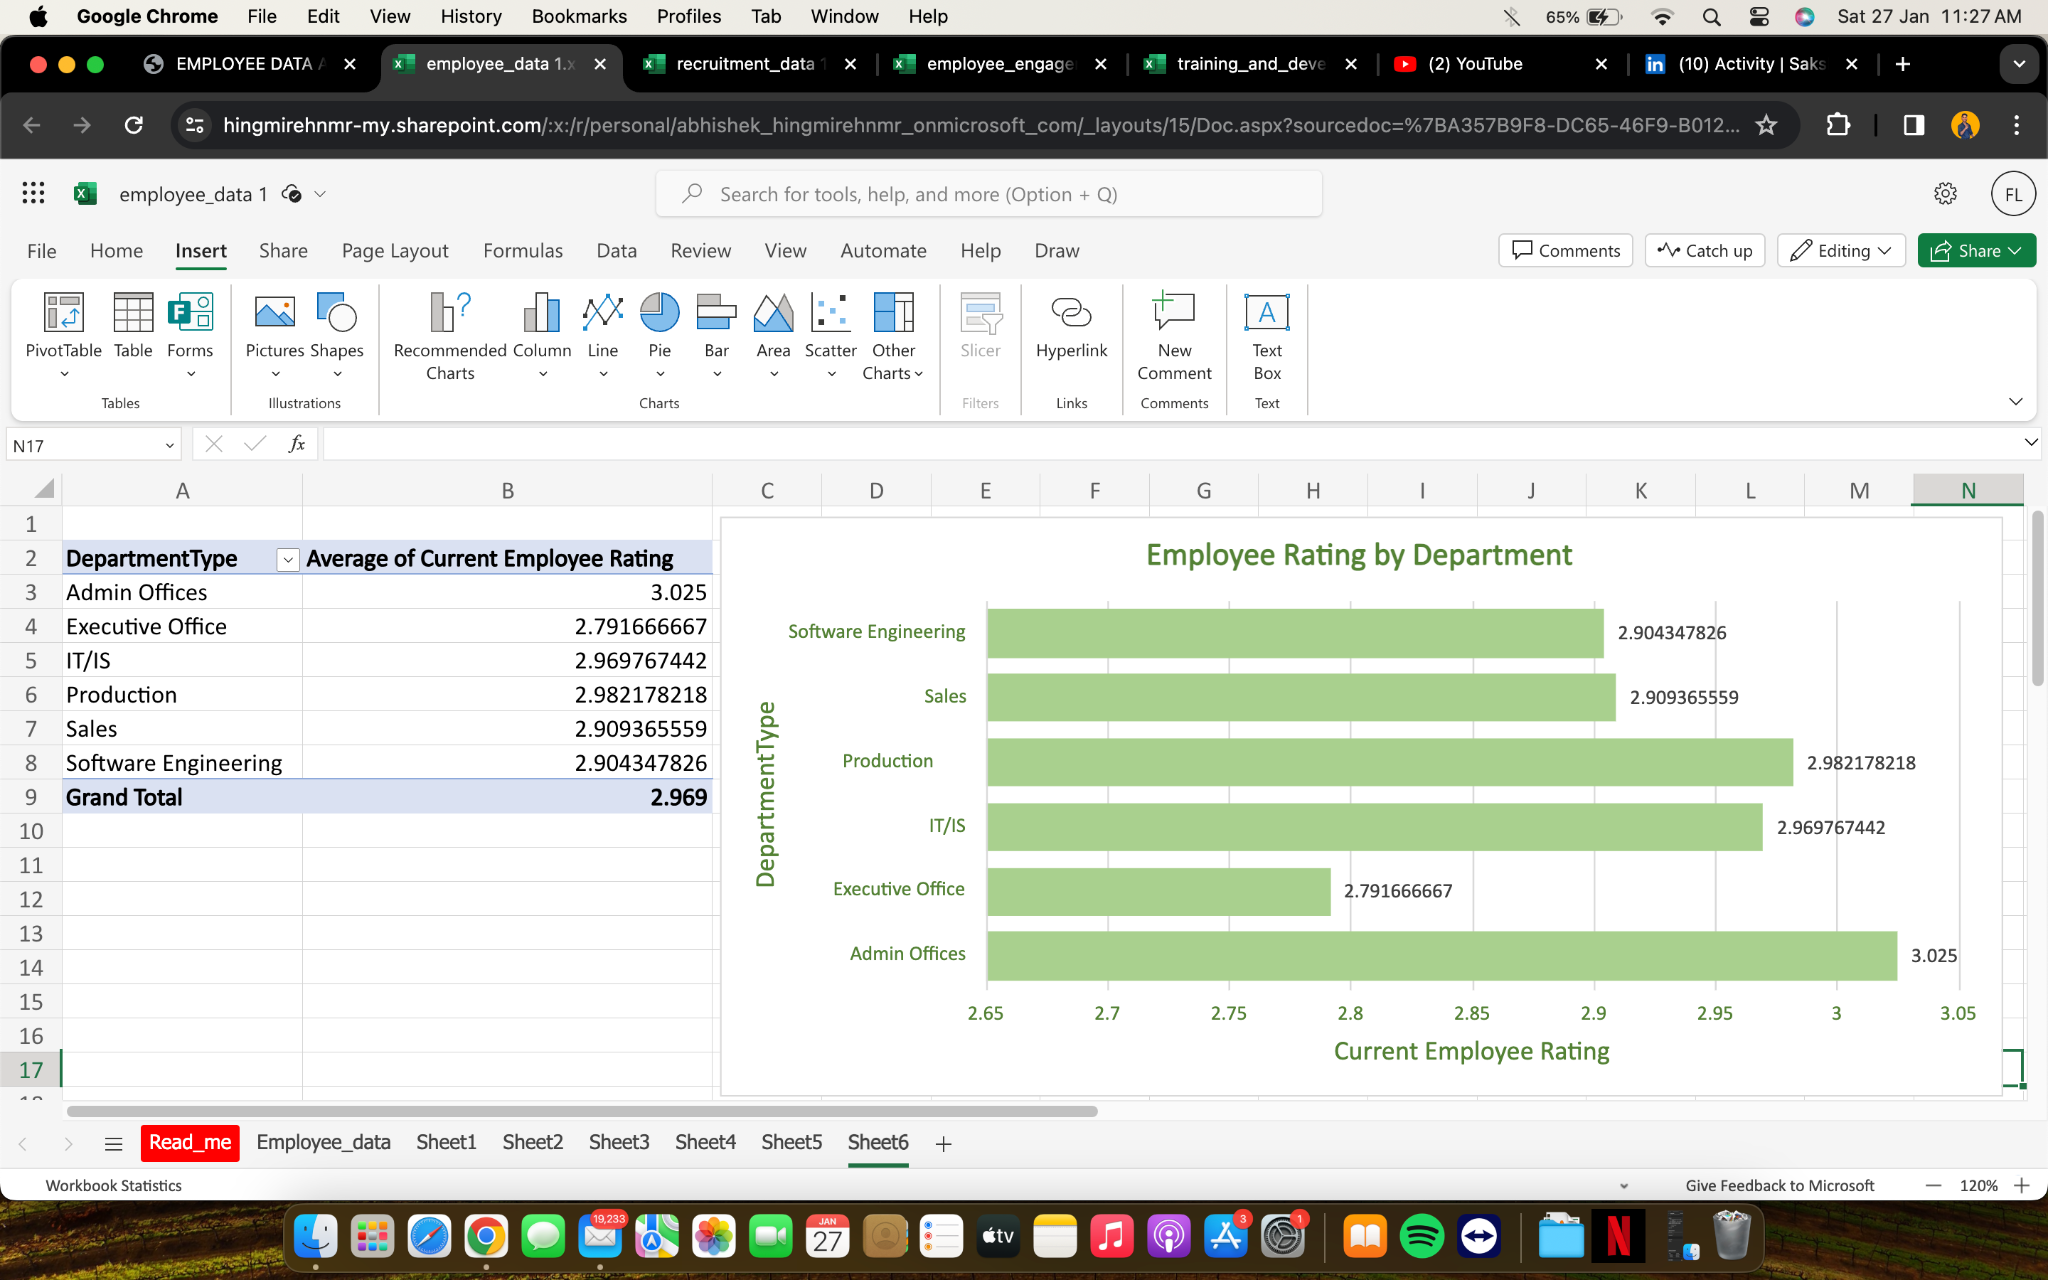 Google Chrome File Edit View History Bookmarks Profiles Tab Window Help 65% Sat 27 Jan 11:27 AM
EMPLOYEE DATA A employee_data 1.x recruitment_data 1 employee_engage training_and_deve (2) YouTube in (10) Activity | Saks
hingmirehnmr-my.sharepoint.com/:x:/r/personal/abhishek_hingmirehnmr_onmicrosoft_com/_layouts/15/Doc.aspx?sourcedoc=%7BA357B9F8-DC65-46F9-B012...
employee_data 1 Search for tools, help, and more (Option + Q) FL
File Home Insert Share Page Layout Formulas Data Review View Automate Help Draw Comments Catch up Editing Share
PivotTable Table Forms Pictures Shapes Recommended Charts Column Line Pie Bar Area Scatter Other Charts Slicer Hyperlink New Comment Text Box
Tables Illustrations Charts Filters Links Comments Text
N17 fx
A B C D E F G H I J K L M N
1
2 DepartmentType Average of Current Employee Rating
3 Admin Offices 3.025
4 Executive Office 2.791666667
5 IT/IS 2.969767442
6 Production 2.982178218
7 Sales 2.909365559
8 Software Engineering 2.904347826
9 Grand Total 2.969
10
11
12
13
14
15
16
17
Employee Rating by Department
DepartmentType
Software Engineering 2.904347826
Sales 2.909365559
Production 2.982178218
IT/IS 2.969767442
Executive Office 2.791666667
Admin Offices 3.025
2.65 2.7 2.75 2.8 2.85 2.9 2.95 3 3.05
Current Employee Rating
Read_me Employee_data Sheet1 Sheet2 Sheet3 Sheet4 Sheet5 Sheet6
Workbook Statistics Give Feedback to Microsoft 120%
19,233 JAN 27 tv 3 1 N